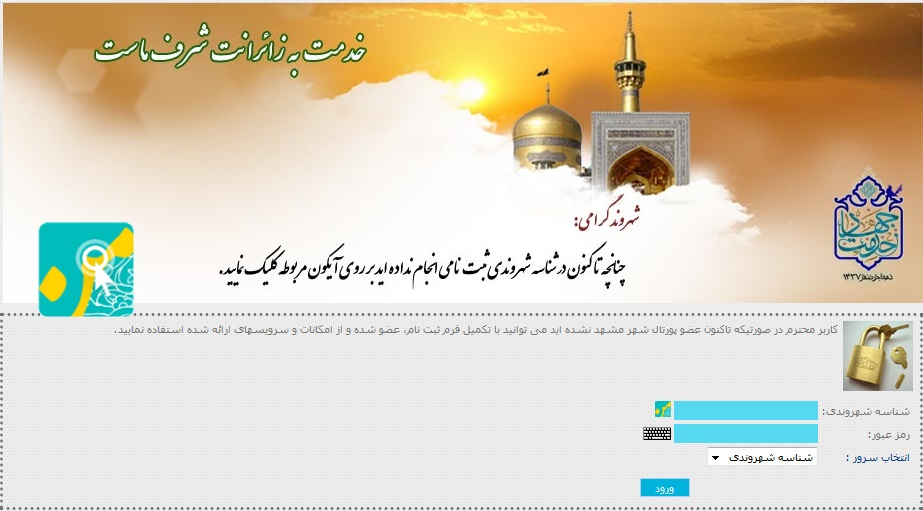 خدمت به زائرانت شرف ماست
شهروند گرامی:
چنانچه تاکنون در شناسه شهروندی ثبت نامی انجام نداده اید بر روی آیکون مربوطه کلیک نمایید.
جهاد خدمت
کاربر محترم در صورتیکه تاکنون عضو پورتال شهر مشهد نشده اید می توانید با تکمیل فرم ثبت نام، عضو شده و از امکانات و سرویسهای ارائه شده استفاده نمایید.
شناسه شهروندی:
رمز عبور:
انتخاب سرور : شناسه شهروندی
ورود